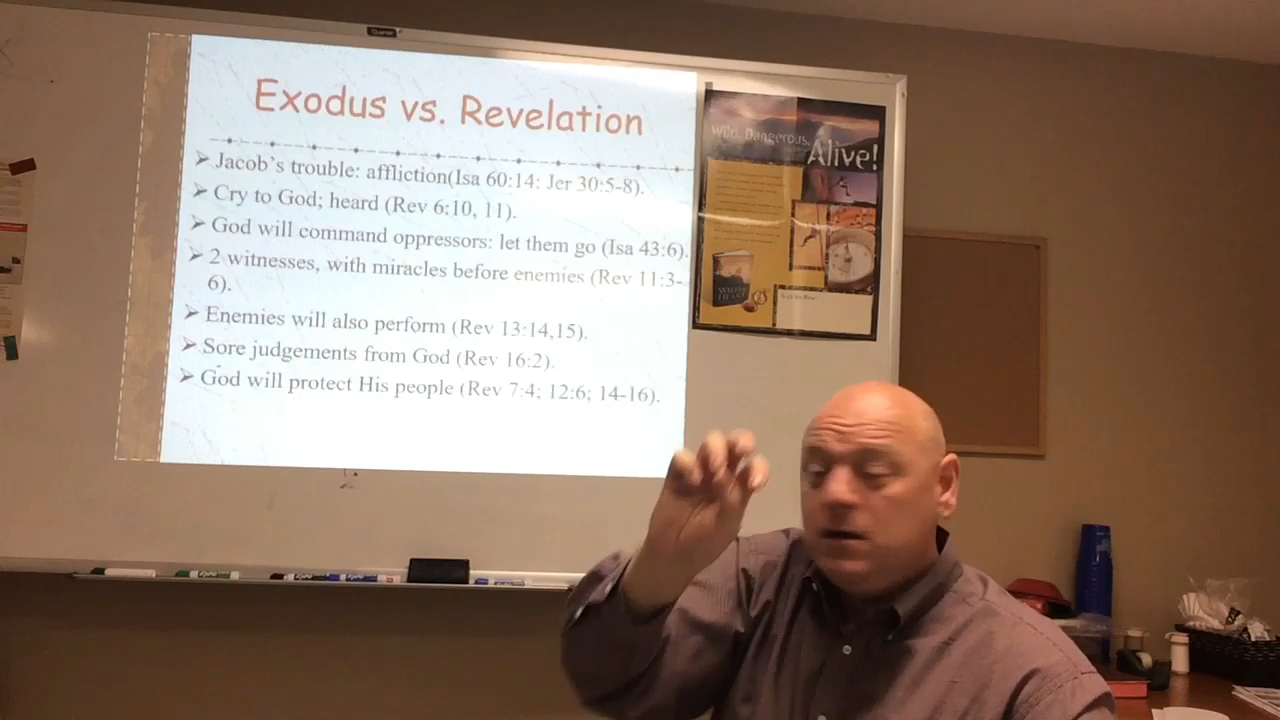 Exodus vs. Revelation
➢ Jacob's trouble: affliction(Isa 60:14: Jer 30:5-8).
➢ Cry to God; heard (Rev 6:10, 11).
➢ God will command oppressors: let them go (Isa 43:6).
➢ 2 witnesses, with miracles before enemies (Rev 11:3-
6).
➢ Enemies will also perform (Rev 13:14,15).
➢ Sore judgements from God (Rev 16:2).
➢ God will protect His people (Rev 7:4; 12:6; 14-16).
Wild. Dangerous.
Alive!
WILD
HEART
Quartet